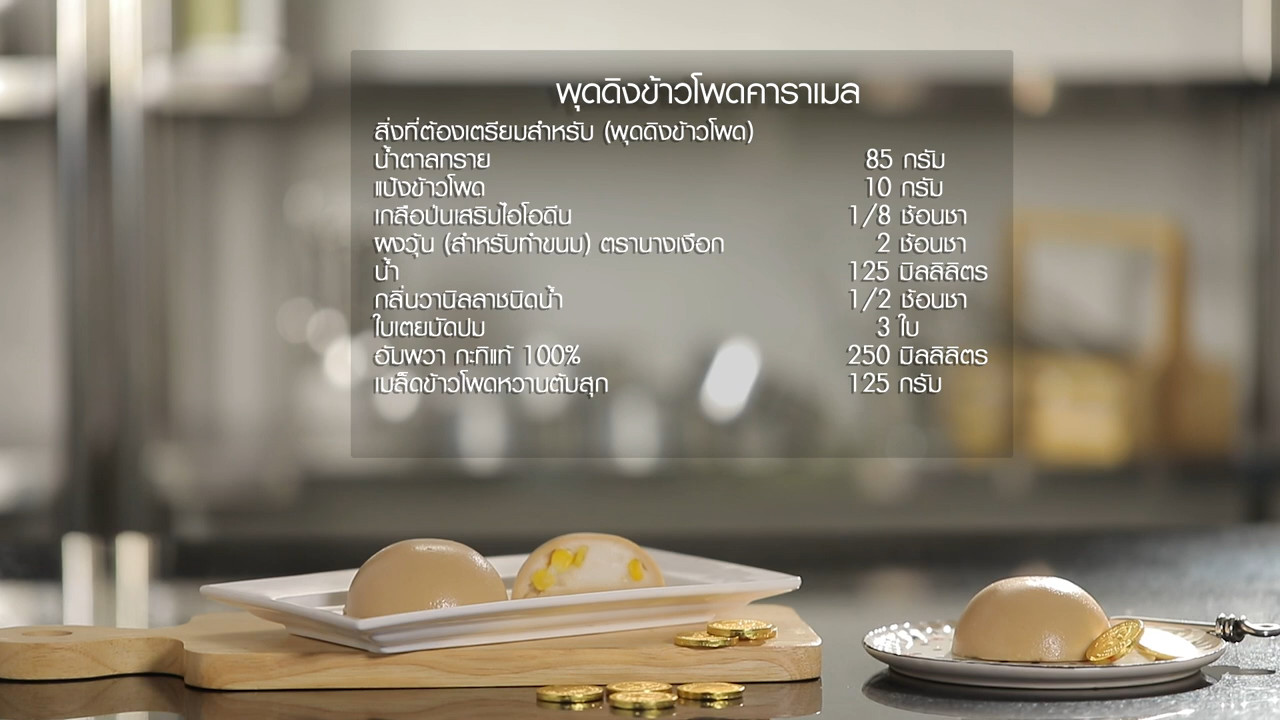 พุดดิงข้าวโพดคาราเมล
สิ่งที่ต้องเตรียมสำหรับ (พุดดิงข้าวโพด)
น้ำตาลทราย 85 กรัม
แป้งข้าวโพด 10 กรัม
เกลือป่นเสริมไอโอดีน 1/8 ช้อนชา
ผงวุ้น (สำหรับทำขนม) ตรานางเงือก 2 ช้อนชา
น้ำ 125 มิลลิลิตร
กลิ่นวานิลลาชนิดน้ำ 1/2 ช้อนชา
ใบเตยมัดปม 3 ใบ
อัมพวา กะทิแท้ 100% 250 มิลลิลิตร
เมล็ดข้าวโพดหวานต้มสุก 125 กรัม